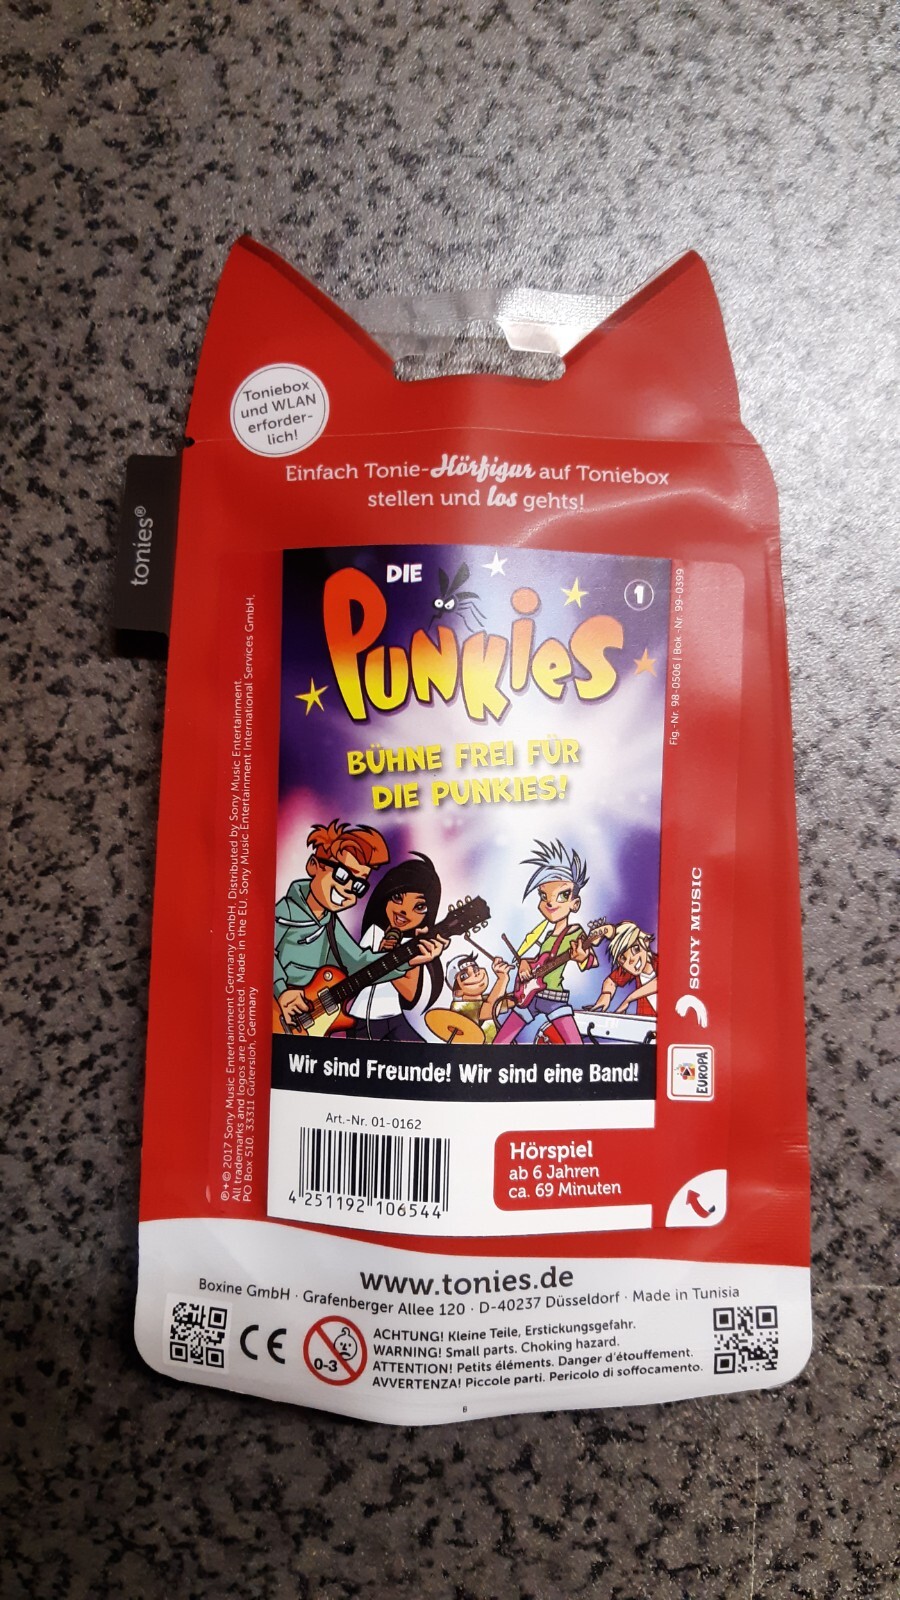 Toniebox
und WLAN
erforder-
lich!
Einfach Tonie-Hörfigur auf Toniebox
stellen und los gehts!
tonies®
DIE
PUNKIES
1
BÜHNE FREI FÜR
DIE PUNKIES!
Wir sind Freunde! Wir sind eine Band!
Fig.-Nr. 98-0506 | Bok.-Nr. 99-0399
SONY MUSIC
EUROPA
℗+© 2017 Sony Music Entertainment Germany GmbH. Distributed by Sony Music Entertainment.
All trademarks and logos are protected. Made in the EU. Sony Music Entertainment International Services GmbH,
PO Box 510, 33311 Gütersloh, Germany
Art.-Nr. 01-0162
4 251192 106544
Hörspiel
ab 6 Jahren
ca. 69 Minuten
www.tonies.de
Boxine GmbH · Grafenberger Allee 120 · D-40237 Düsseldorf · Made in Tunisia
CE
0-3
ACHTUNG! Kleine Teile, Erstickungsgefahr.
WARNING! Small parts. Choking hazard.
ATTENTION! Petits éléments. Danger d'étouffement.
AVVERTENZA! Piccole parti. Pericolo di soffocamento.